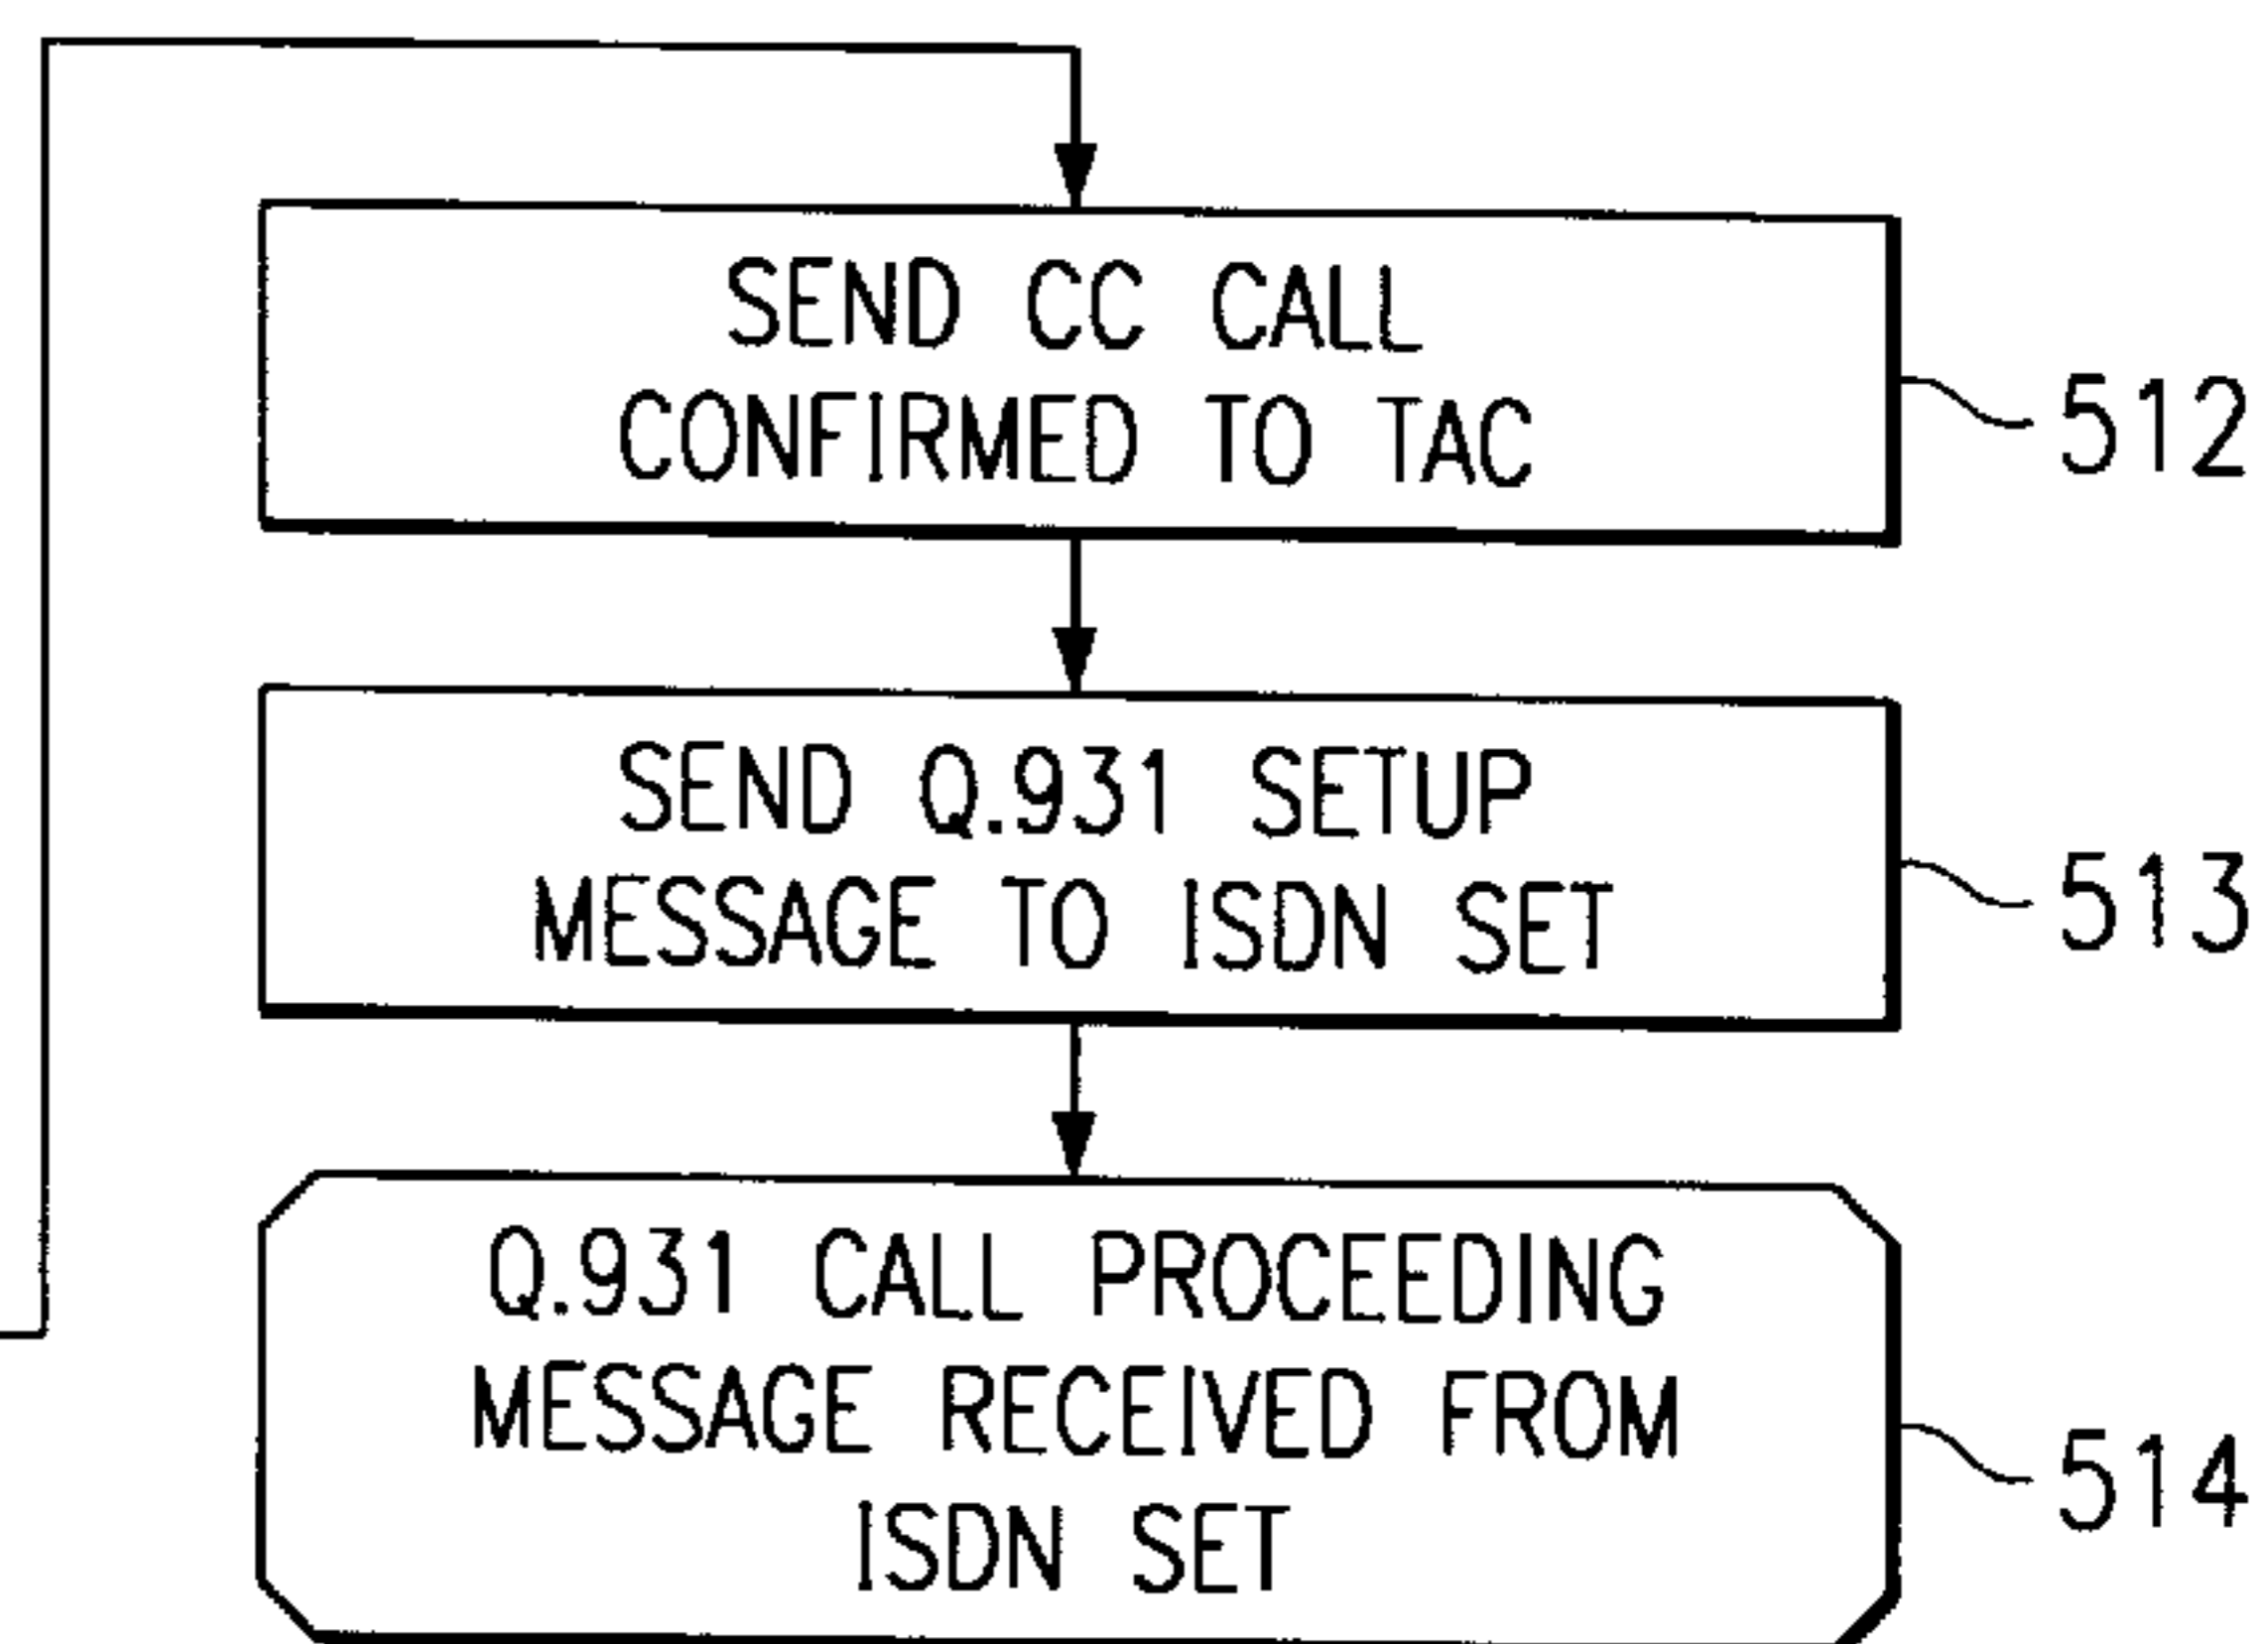 SEND CC CALL
CONFIRMED TO TAC
512
SEND Q.931 SETUP
MESSAGE TO ISDN SET
513
Q.931 CALL PROCEEDING
MESSAGE RECEIVED FROM
ISDN SET
514